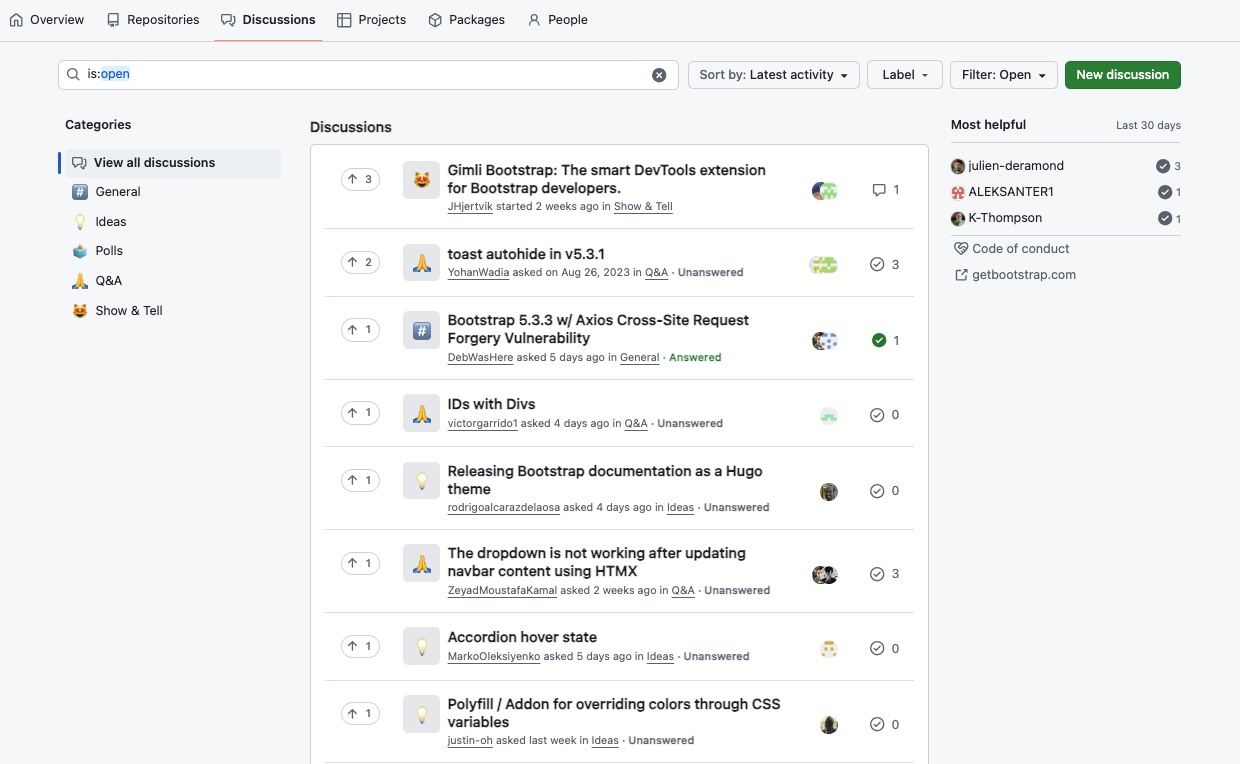 Overview Repositories Discussions Projects Packages People
is:open
Sort by: Latest activity
Label
Filter: Open
New discussion
Categories
View all discussions
General
Ideas
Polls
Q&A
Show & Tell
Discussions
3
Gimli Bootstrap: The smart DevTools extension
for Bootstrap developers.
JHjertvik started 2 weeks ago in Show & Tell
1
2
toast autohide in v5.3.1
YohanWadia asked on Aug 26, 2023 in Q&A · Unanswered
3
1
Bootstrap 5.3.3 w/ Axios Cross-Site Request
Forgery Vulnerability
DebWasHere asked 5 days ago in General · Answered
1
1
IDs with Divs
victorgarrido1 asked 4 days ago in Q&A · Unanswered
0
1
Releasing Bootstrap documentation as a Hugo
theme
rodrigoalcarazdelaosa asked 4 days ago in Ideas · Unanswered
0
1
The dropdown is not working after updating
navbar content using HTMX
ZeyadMoustafaKamal asked 2 weeks ago in Q&A · Unanswered
3
1
Accordion hover state
MarkoOleksiyenko asked 5 days ago in Ideas · Unanswered
0
1
Polyfill / Addon for overriding colors through CSS
variables
justin-oh asked last week in Ideas · Unanswered
0
Most helpful Last 30 days
julien-deramond 3
ALEKSANTER1 1
K-Thompson 1
Code of conduct
getbootstrap.com